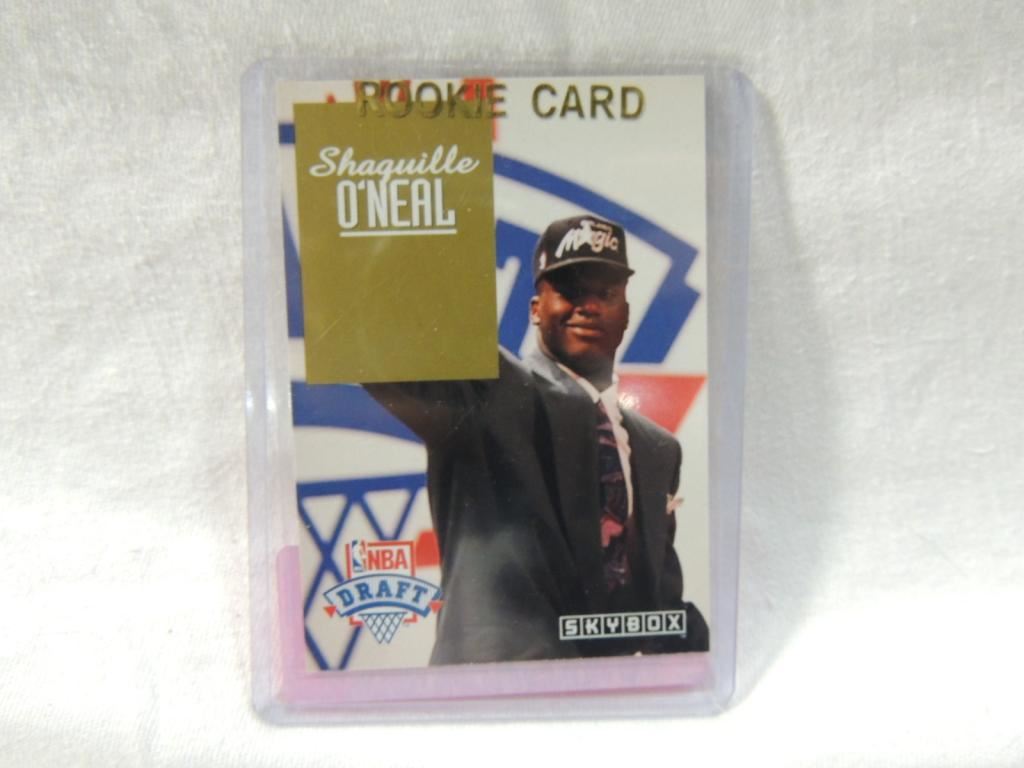 ROOKIE CARD
Shaquille
O'NEAL
Magic
NBA
DRAFT
SKYBOX